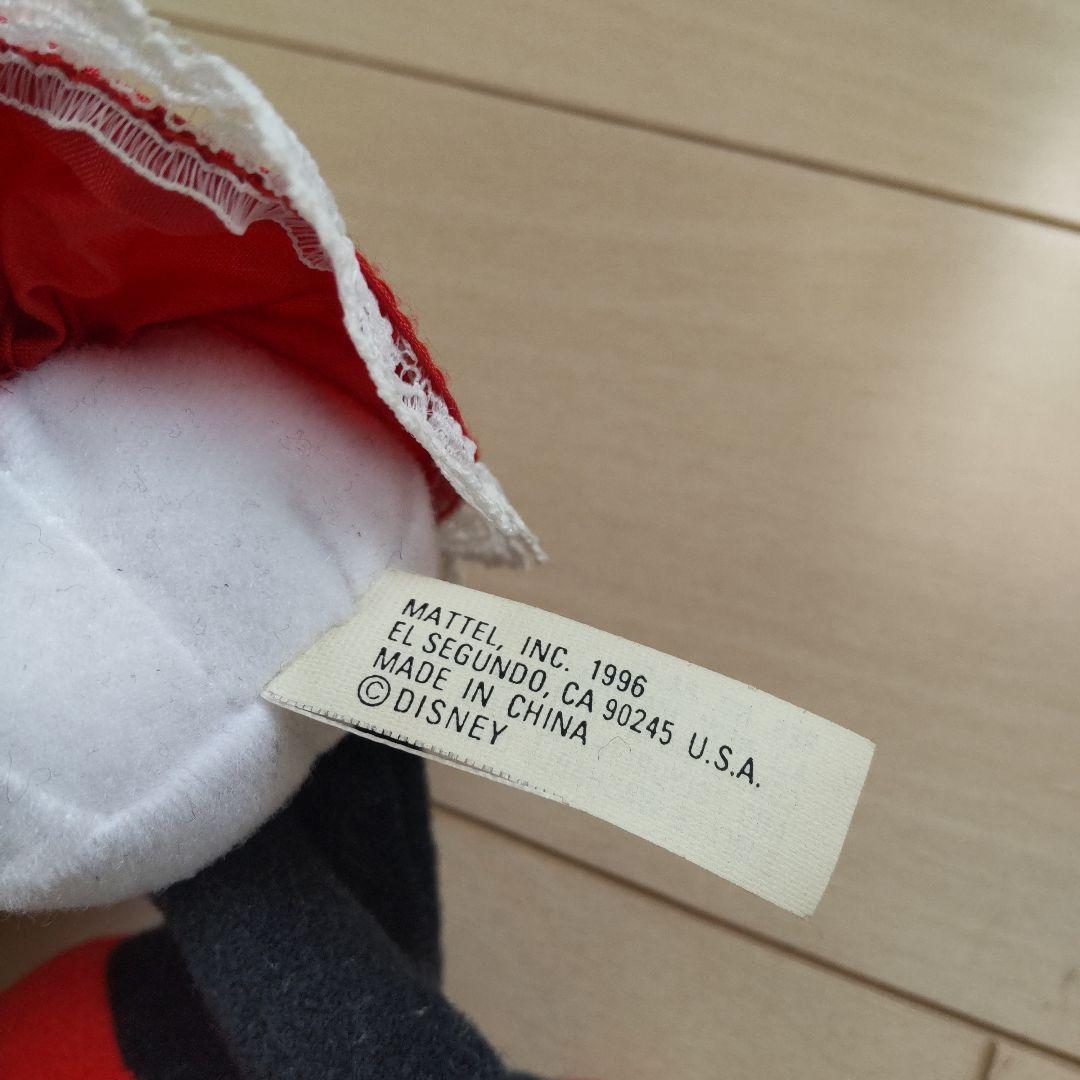 MATTEL, INC. 1996
EL SEGUNDO, CA 90245 U.S.A.
MADE IN CHINA
©DISNEY